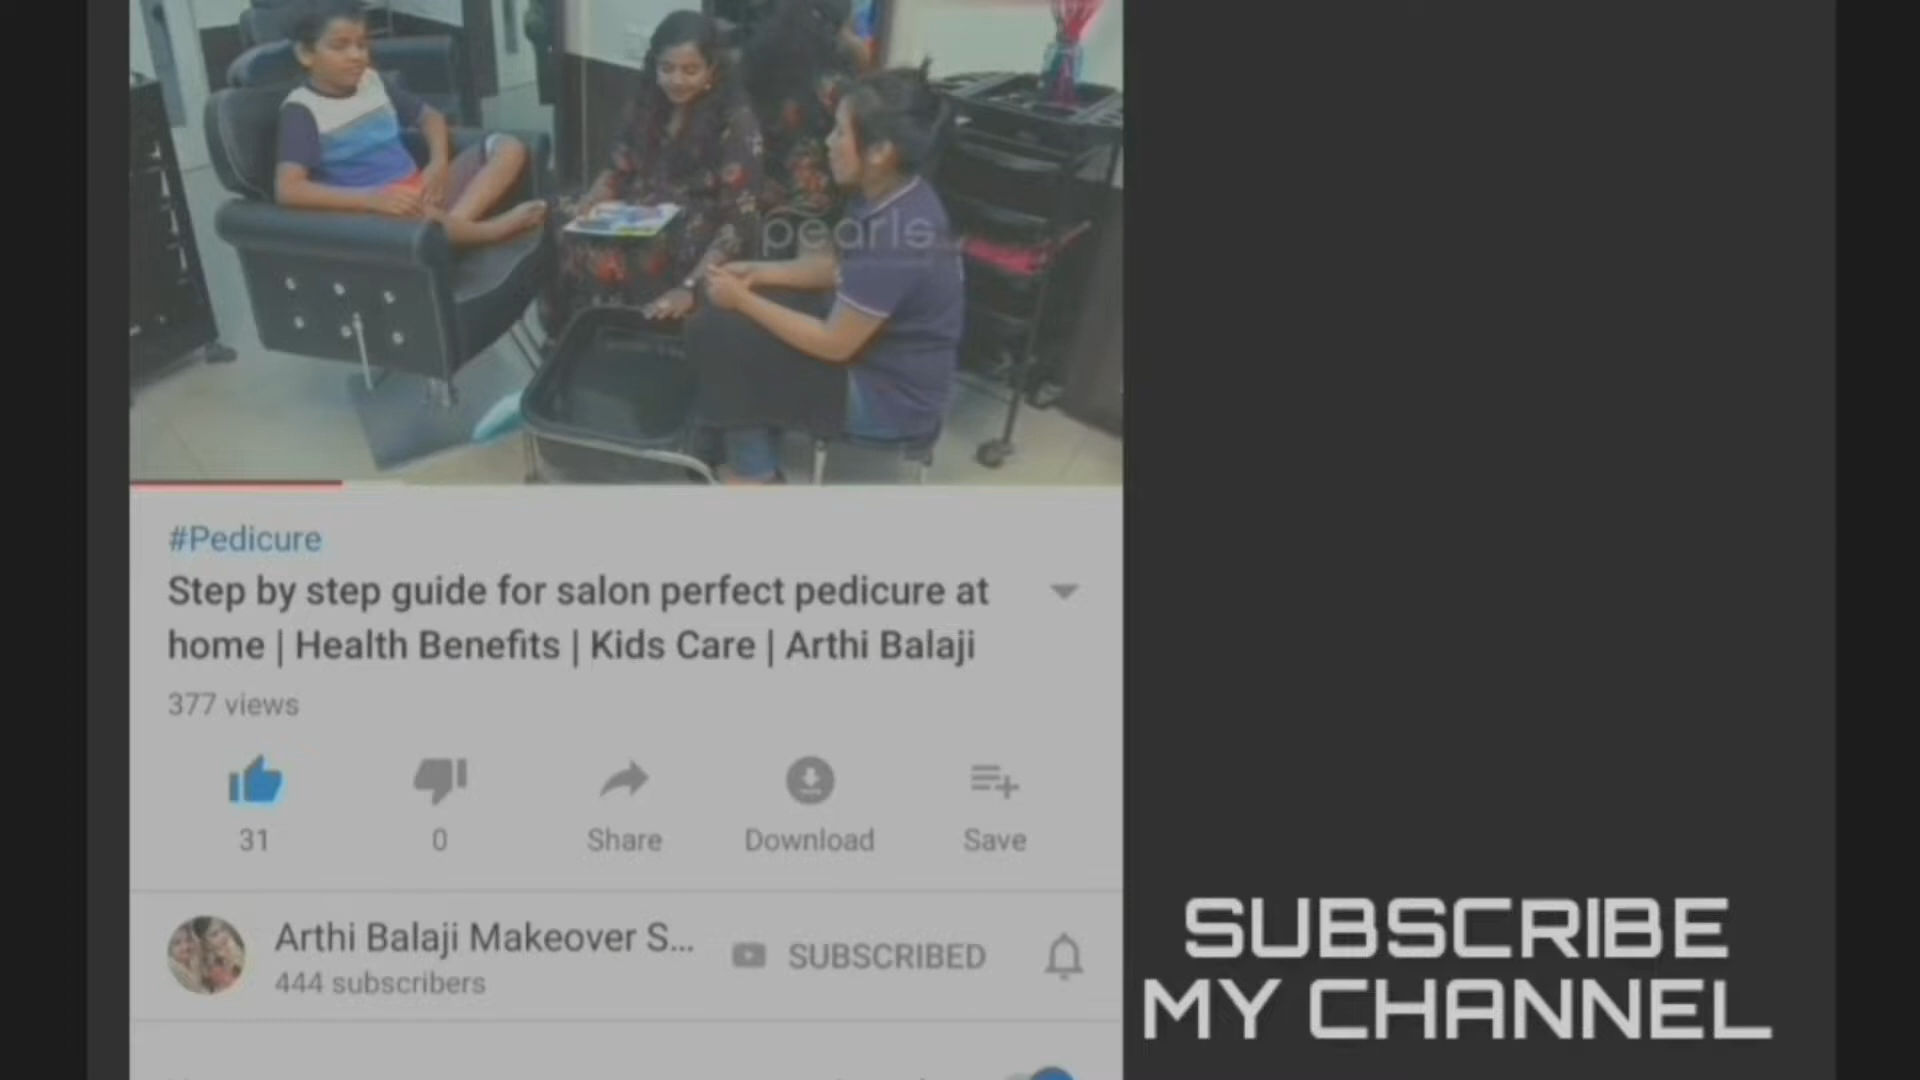 pearls
#Pedicure
Step by step guide for salon perfect pedicure at
home | Health Benefits | Kids Care | Arthi Balaji
377 views
31
0
Share
Download
Save
Arthi Balaji Makeover S...
444 subscribers
SUBSCRIBED
SUBSCRIBE
MY CHANNEL